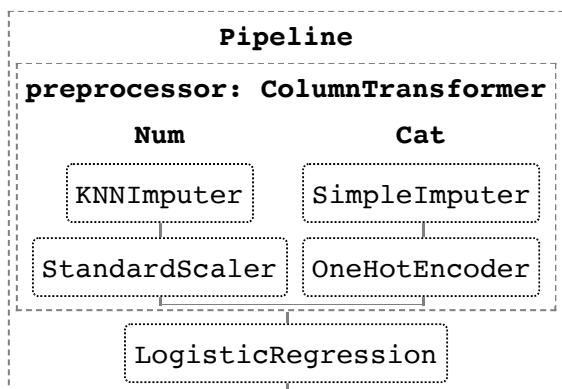 Pipeline
preprocessor: ColumnTransformer
Num Cat
KNNImputer SimpleImputer
StandardScaler OneHotEncoder
LogisticRegression